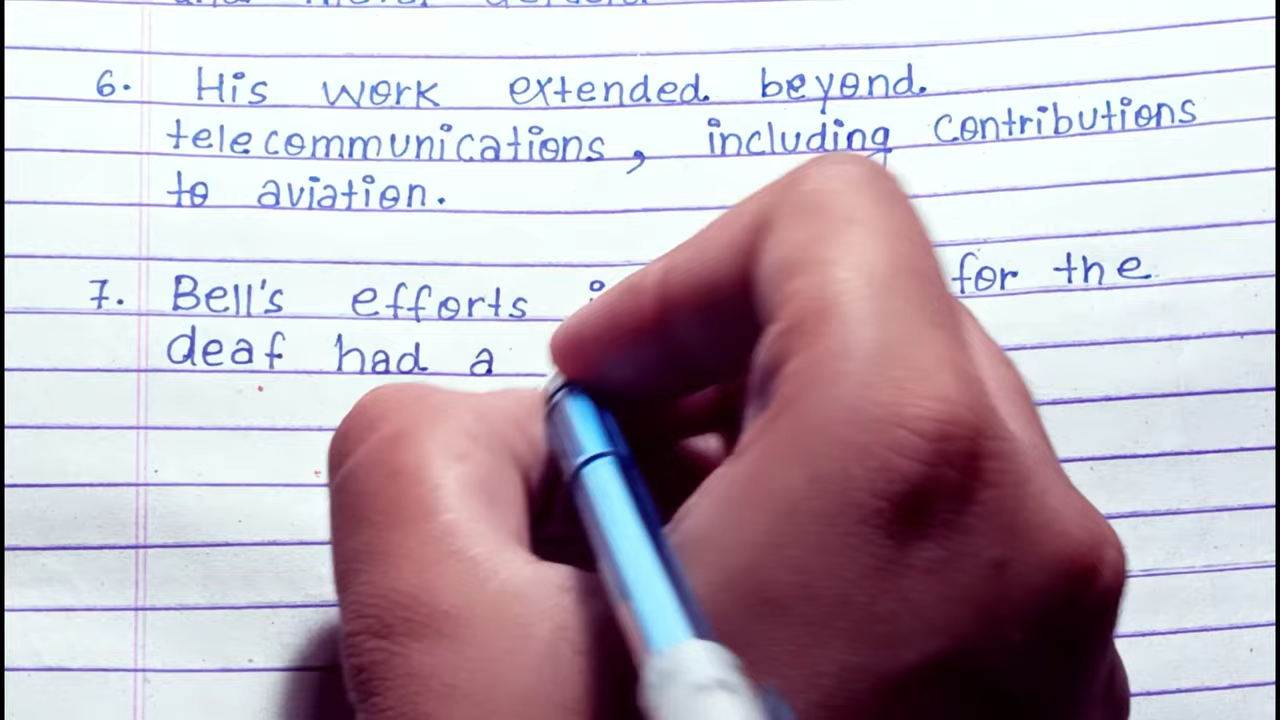 6. His work extended beyond.
telecommunications, including contributions
to aviation.
7. Bell's efforts for the
deaf had a